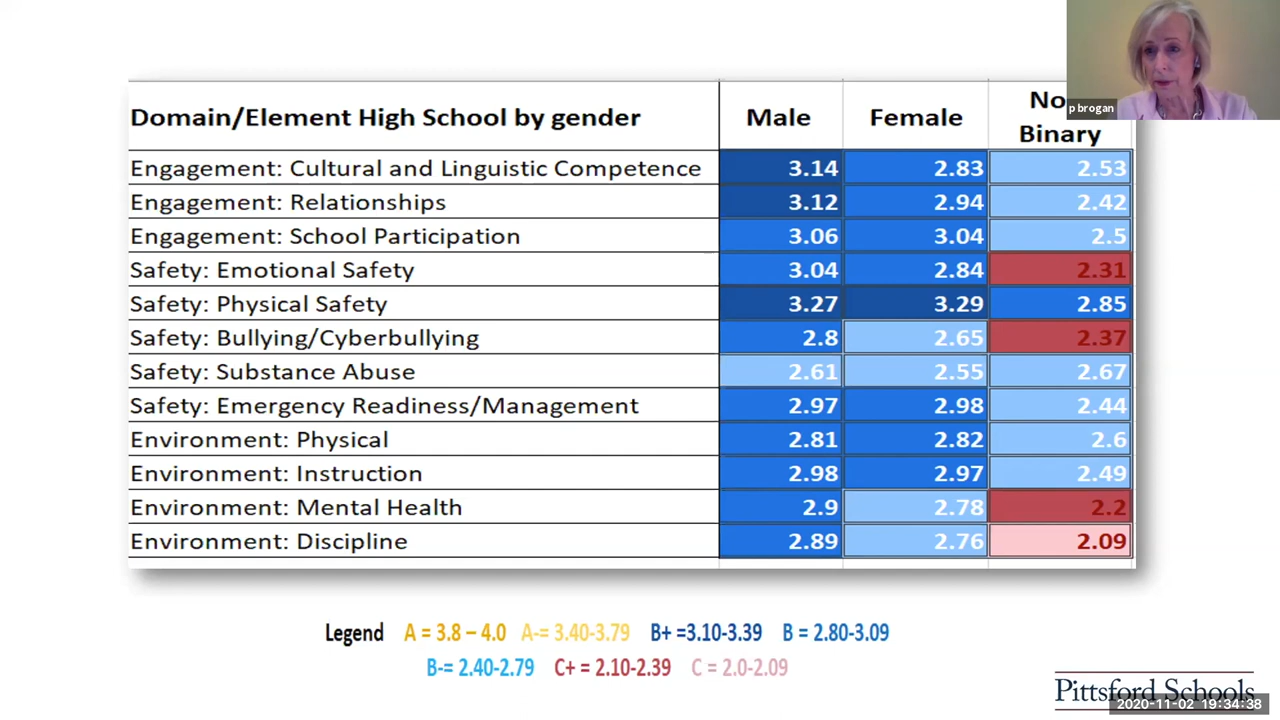 p brogan
Domain/Element High School by gender Male Female No Binary
Engagement: Cultural and Linguistic Competence 3.14 2.83 2.53
Engagement: Relationships 3.12 2.94 2.42
Engagement: School Participation 3.06 3.04 2.5
Safety: Emotional Safety 3.04 2.84 2.31
Safety: Physical Safety 3.27 3.29 2.85
Safety: Bullying/Cyberbullying 2.8 2.65 2.37
Safety: Substance Abuse 2.61 2.55 2.67
Safety: Emergency Readiness/Management 2.97 2.98 2.44
Environment: Physical 2.81 2.82 2.6
Environment: Instruction 2.98 2.97 2.49
Environment: Mental Health 2.9 2.78 2.2
Environment: Discipline 2.89 2.76 2.09
Legend A = 3.8 – 4.0 A-= 3.40-3.79 B+ =3.10-3.39 B = 2.80-3.09
B-= 2.40-2.79 C+ = 2.10-2.39 C = 2.0-2.09
Pittsford Schools
2020-11-02 19:34:38